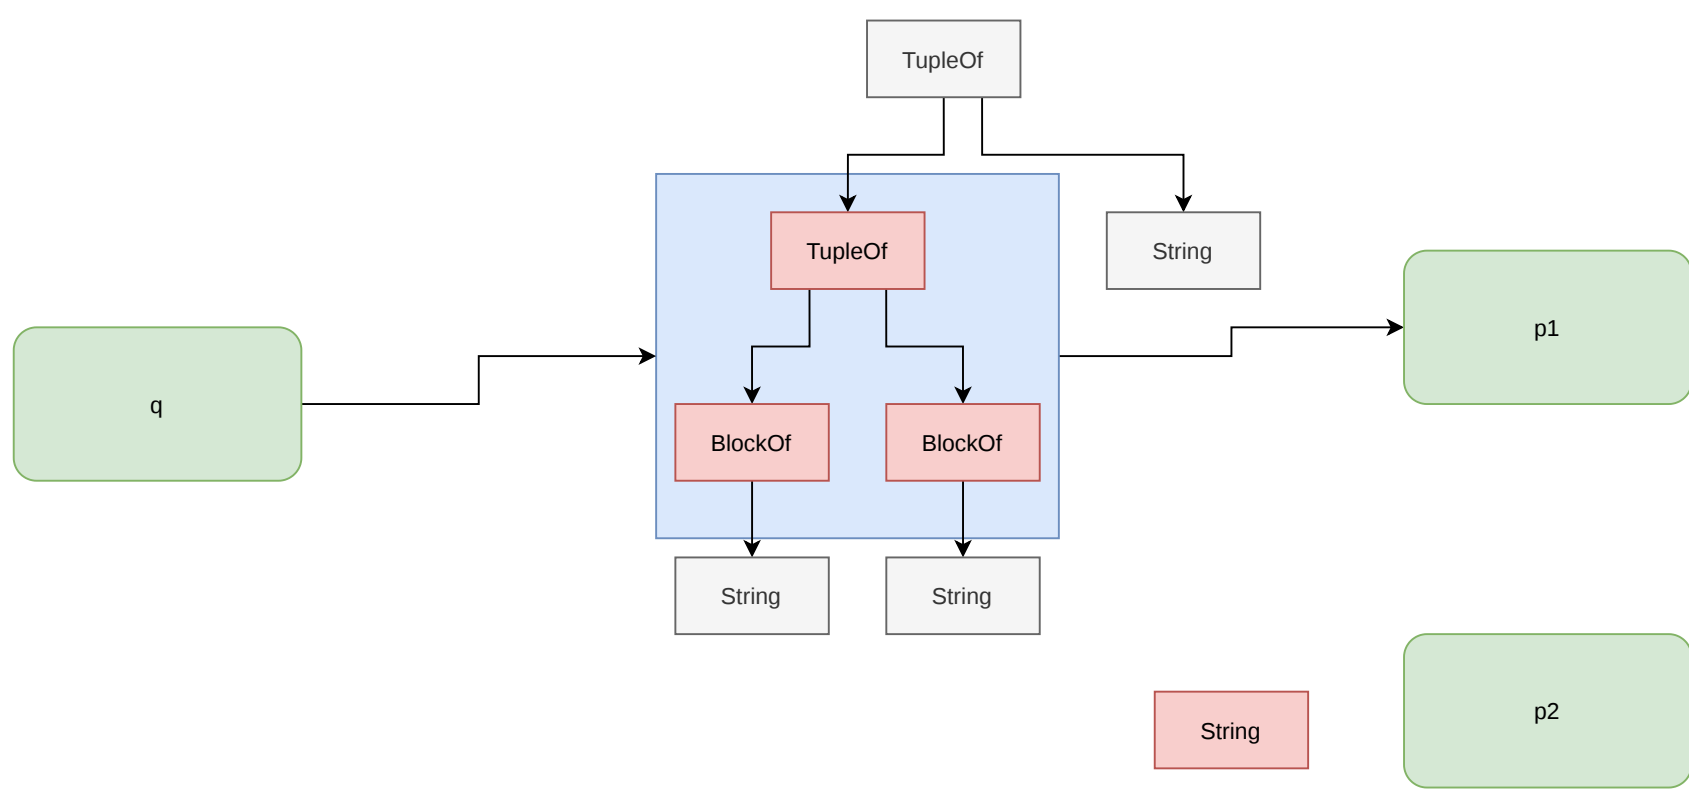 TupleOf
TupleOf
String
p1
q
BlockOf
BlockOf
String
String
String
p2